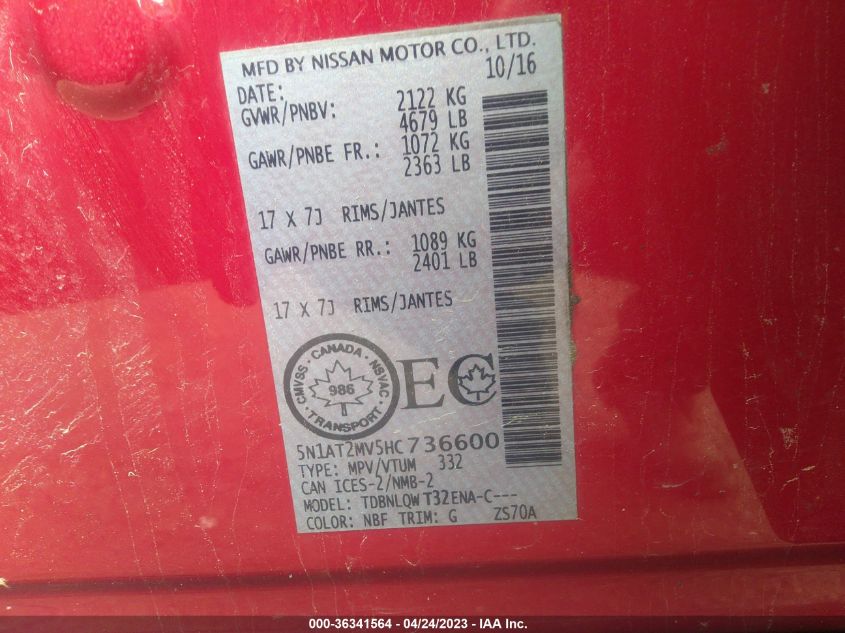 MFD BY NISSAN MOTOR CO., LTD.
DATE: 10/16
GVWR/PNBV: 2122 KG
4679 LB
GAWR/PNBE FR.: 1072 KG
2363 LB
17 X 7J RIMS/JANTES
GAWR/PNBE RR.: 1089 KG
2401 LB
17 X 7J RIMS/JANTES
CMVSS · CANADA · NSVAC
986
TRANSPORT
EC
5N1AT2MV5HC736600
TYPE: MPV/VTUM 332
CAN ICES-2/NMB-2
MODEL: TDBNLQWT32ENA-C---
COLOR: NBF TRIM: G ZS70A
000-36341564 - 04/24/2023 - IAA Inc.